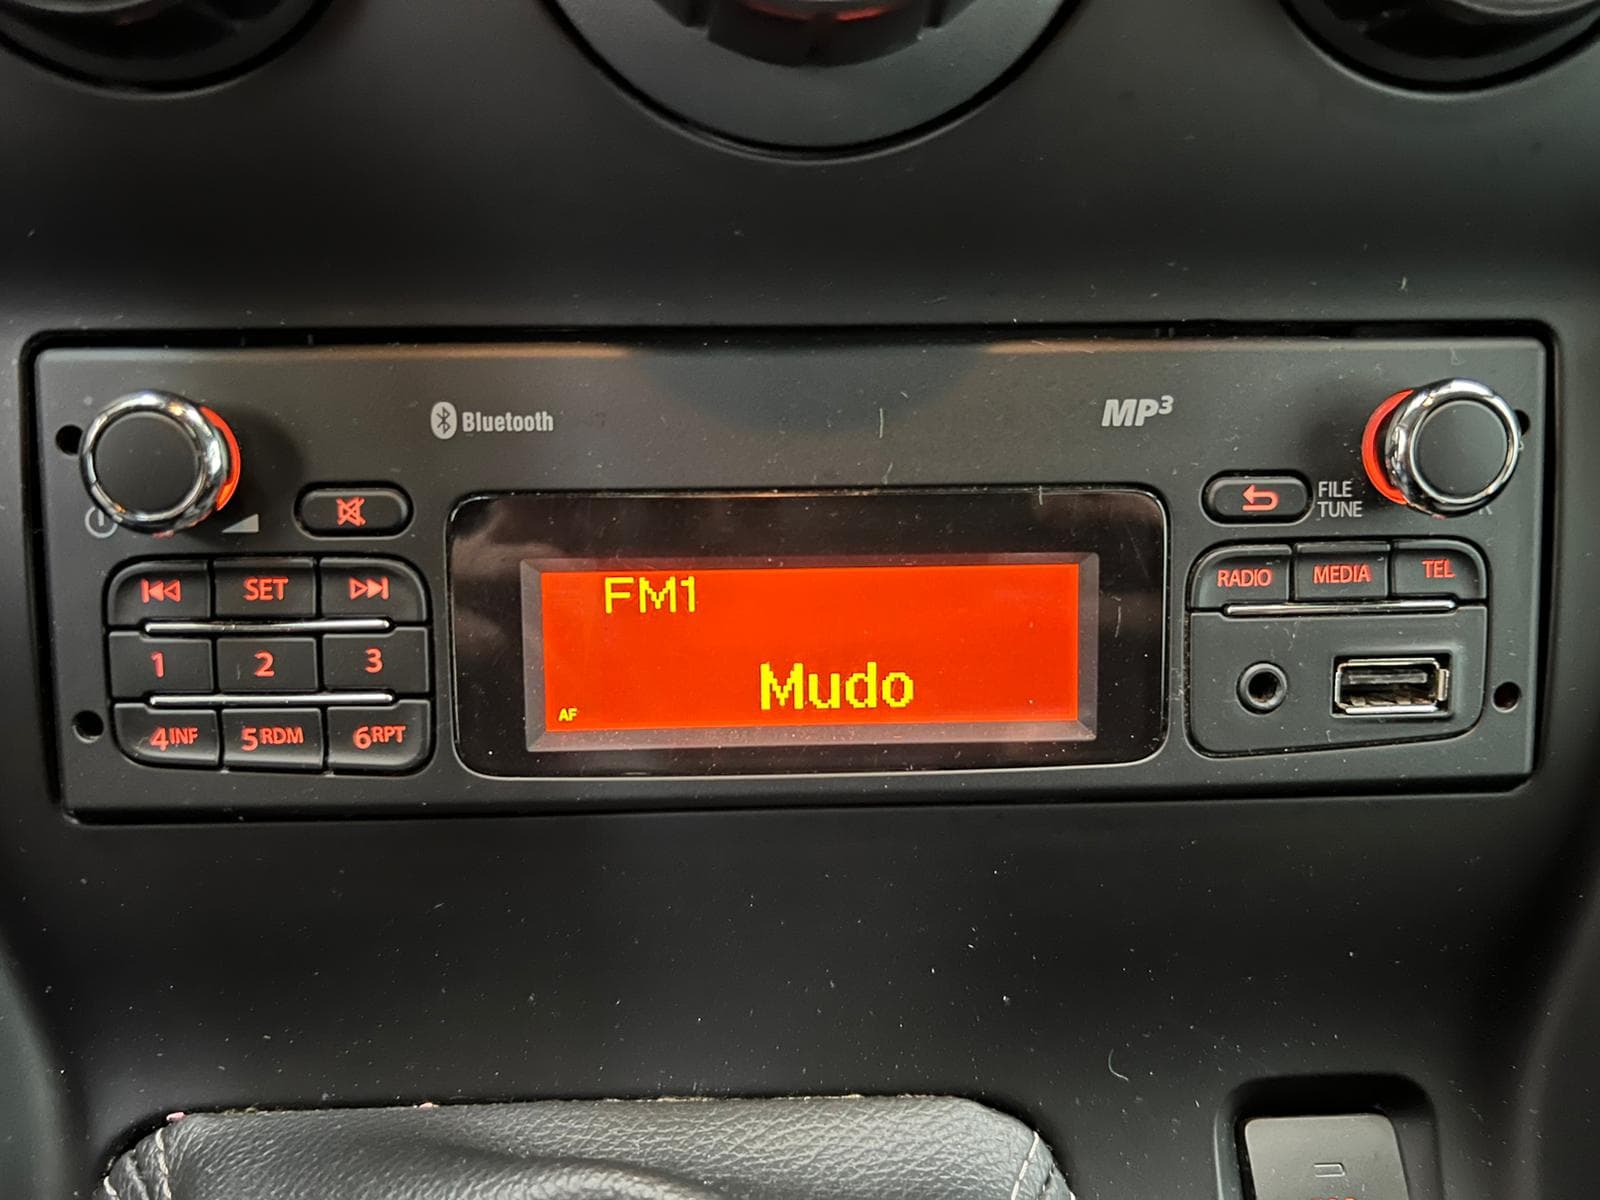 Bluetooth
MP3
FILE
TUNE
SET
RADIO
MEDIA
TEL
FM1
1
2
3
Mudo
AF
4INF
5RDM
6RPT